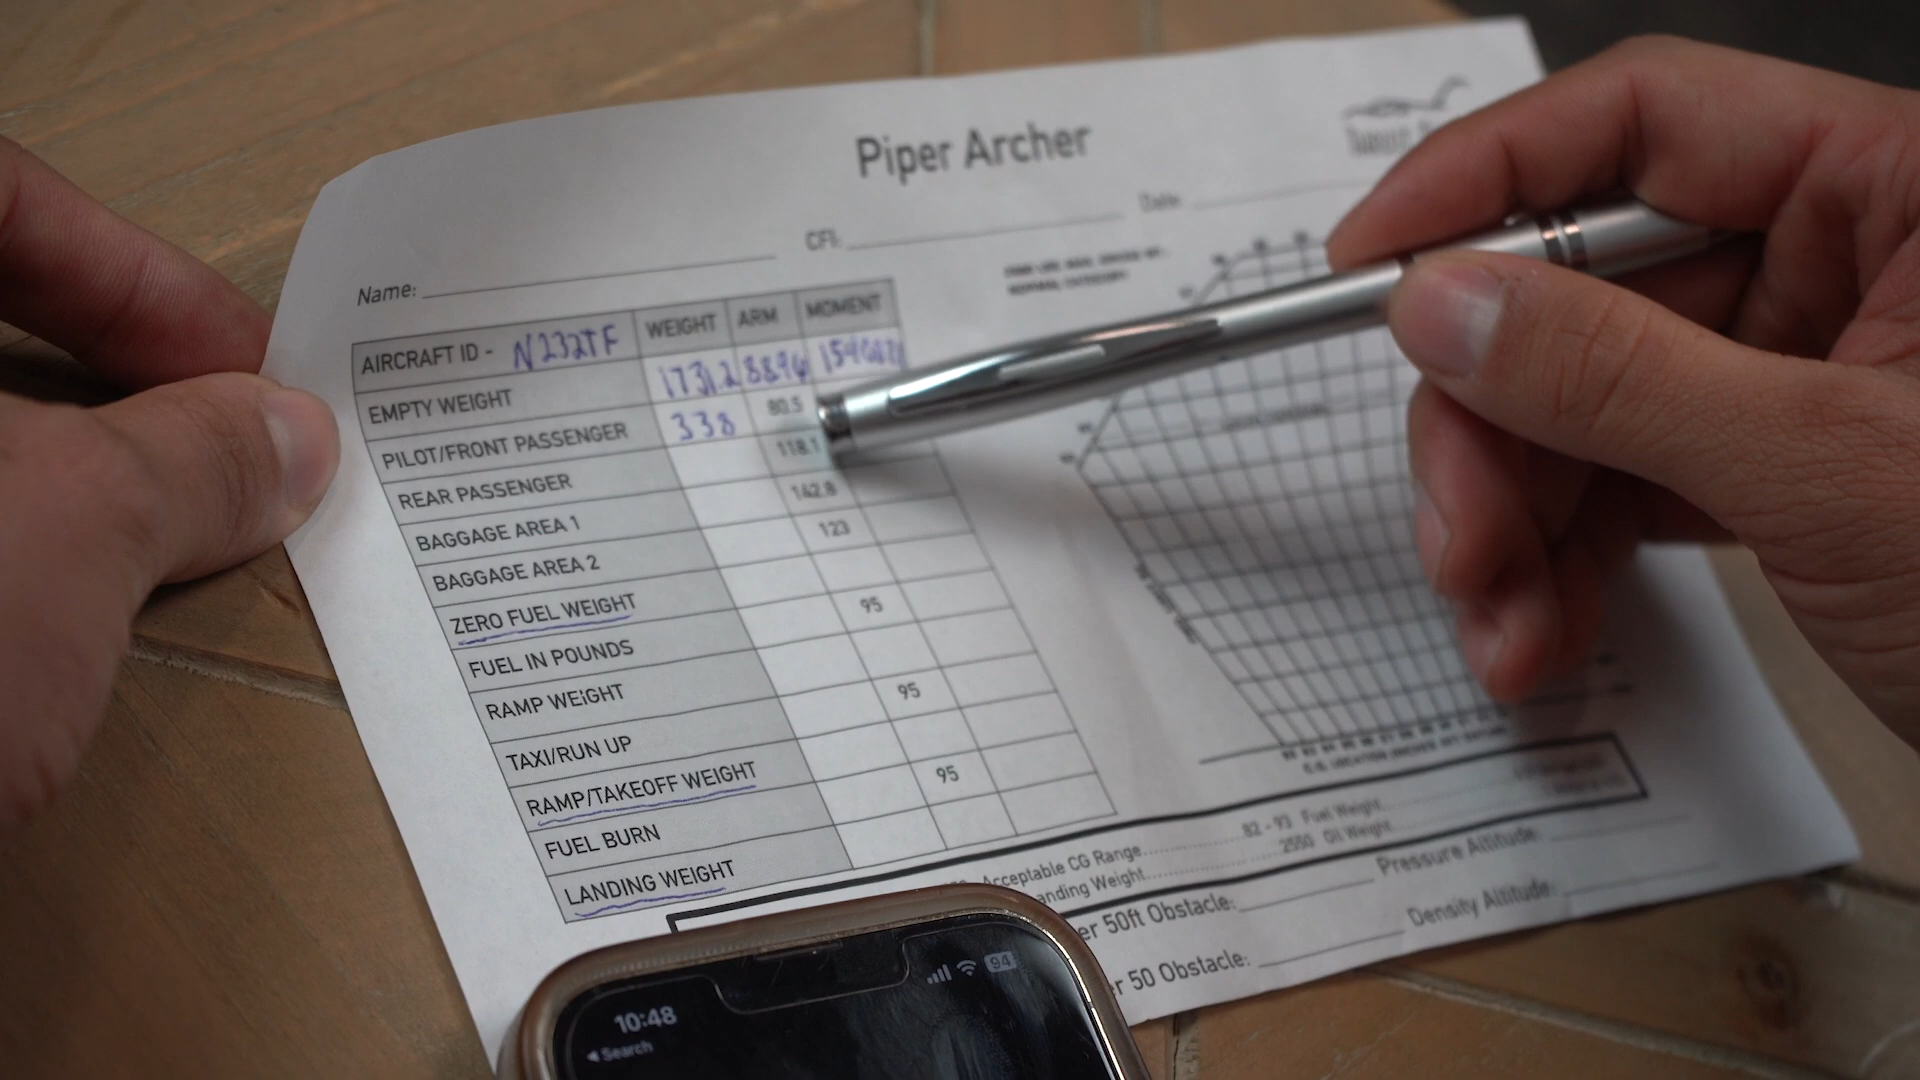 Piper Archer
Name: CFI: Date:
AIRCRAFT ID - N232TF WEIGHT ARM MOMENT
EMPTY WEIGHT 1731.2 88.96
PILOT/FRONT PASSENGER 338 80.5
REAR PASSENGER 118.1
BAGGAGE AREA 1 142.8
BAGGAGE AREA 2 123
ZERO FUEL WEIGHT
FUEL IN POUNDS 95
RAMP WEIGHT
TAXI/RUN UP 95
RAMP/TAKEOFF WEIGHT
FUEL BURN 95
LANDING WEIGHT
Acceptable CG Range 82 - 93 Fuel Weight
anding Weight 2550 Oil Weight
er 50ft Obstacle: Pressure Altitude:
r 50 Obstacle: Density Altitude:
10:48 94
Search